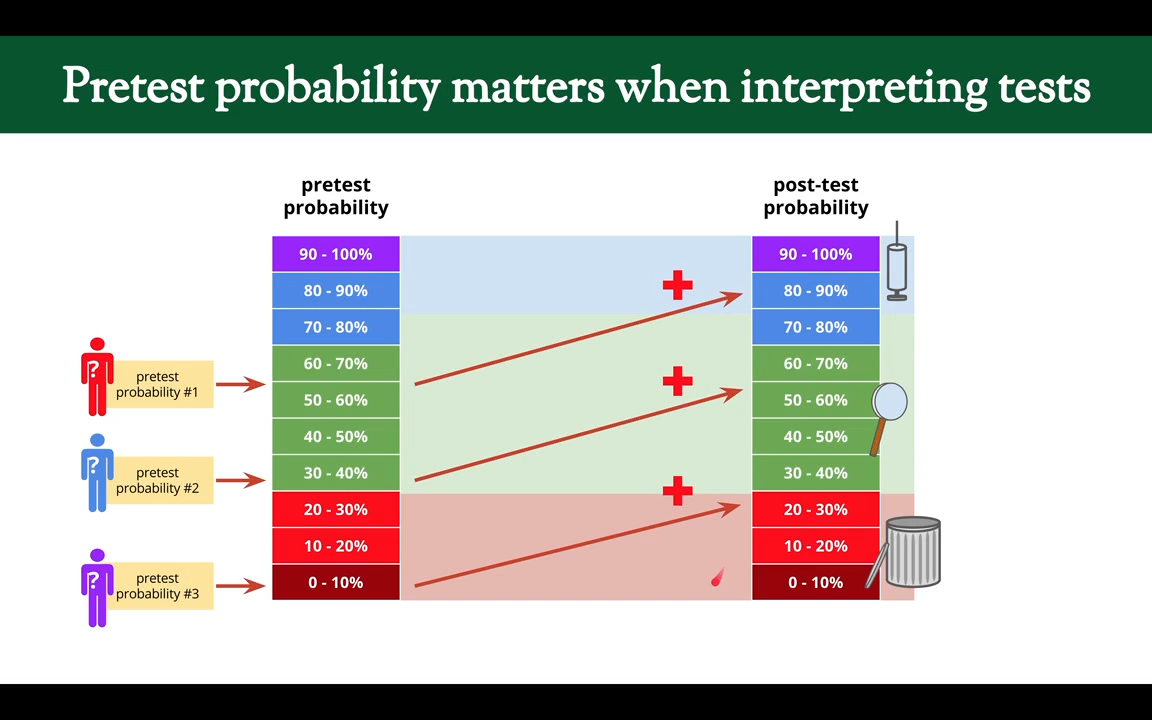 Pretest probability matters when interpreting tests
pretest
probability
post-test
probability
90 - 100%
80 - 90%
70 - 80%
60 - 70%
50 - 60%
40 - 50%
30 - 40%
20 - 30%
10 - 20%
0 - 10%
90 - 100%
80 - 90%
70 - 80%
60 - 70%
50 - 60%
40 - 50%
30 - 40%
20 - 30%
10 - 20%
0 - 10%
?
pretest
probability #1
?
pretest
probability #2
?
pretest
probability #3